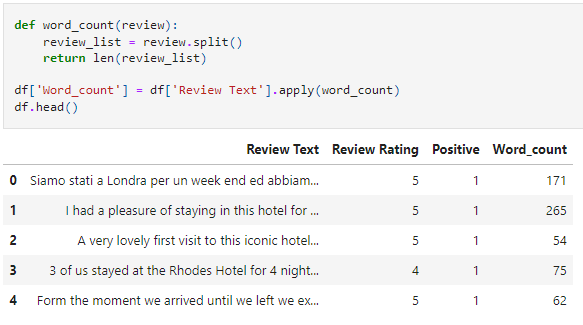 def word_count(review):
    review_list = review.split()
    return len(review_list)
df['Word_count'] = df['Review Text'].apply(word_count)
df.head()
Review Text Review Rating Positive Word_count
0 Siamo stati a Londra per un week end ed abbiam... 5 1 171
1 I had a pleasure of staying in this hotel for ... 5 1 265
2 A very lovely first visit to this iconic hotel... 5 1 54
3 3 of us stayed at the Rhodes Hotel for 4 night... 4 1 75
4 Form the moment we arrived until we left we ex... 5 1 62